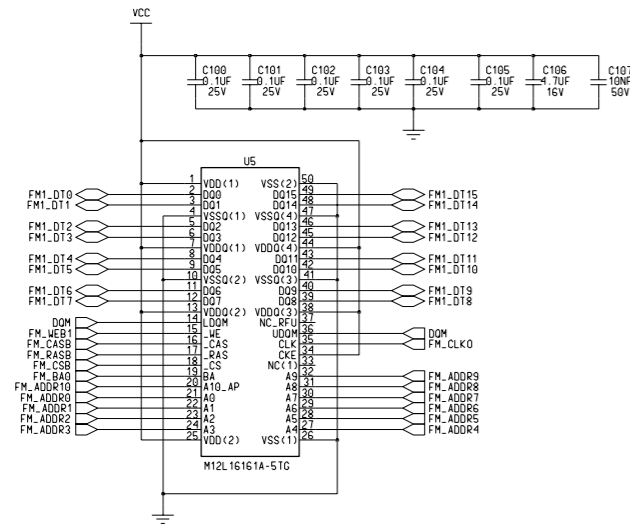 VCC
C100 0.1UF 25V
C101 0.1UF 25V
C102 0.1UF 25V
C103 0.1UF 25V
C104 0.1UF 25V
C105 0.1UF 25V
C106 4.7UF 16V
C107 10NF 50V
U5
1 VDD(1) VSS(2) 50
FM1_DT0 2 DQ0 DQ15 49 FM1_DT15
FM1_DT1 3 DQ1 DQ14 48 FM1_DT14
4 VSSQ(1) VSSQ(4) 47
FM1_DT2 5 DQ2 DQ13 46 FM1_DT13
FM1_DT3 6 DQ3 DQ12 45 FM1_DT12
7 VDDQ(1) VDDQ(4) 44
FM1_DT4 8 DQ4 DQ11 43 FM1_DT11
FM1_DT5 9 DQ5 DQ10 42 FM1_DT10
10 VSSQ(2) VSSQ(3) 41
FM1_DT6 11 DQ6 DQ9 40 FM1_DT9
FM1_DT7 12 DQ7 DQ8 39 FM1_DT8
13 VDDQ(2) VDDQ(3) 38
DQM 14 LDQM NC_RFU 37
FM_WEB1 15 _WE UDQM 36 DQM
FM_CASB 16 _CAS CLK 35 FM_CLKO
FM_RASB 17 _RAS CKE 34
FM_CSB 18 _CS NC(1) 33
FM_BA0 19 BA A9 32 FM_ADDR9
FM_ADDR10 20 A10_AP A8 31 FM_ADDR8
FM_ADDR0 21 A0 A7 30 FM_ADDR7
FM_ADDR1 22 A1 A6 29 FM_ADDR6
FM_ADDR2 23 A2 A5 28 FM_ADDR5
FM_ADDR3 24 A3 A4 27 FM_ADDR4
25 VDD(2) VSS(1) 26
M12L16161A-5TG